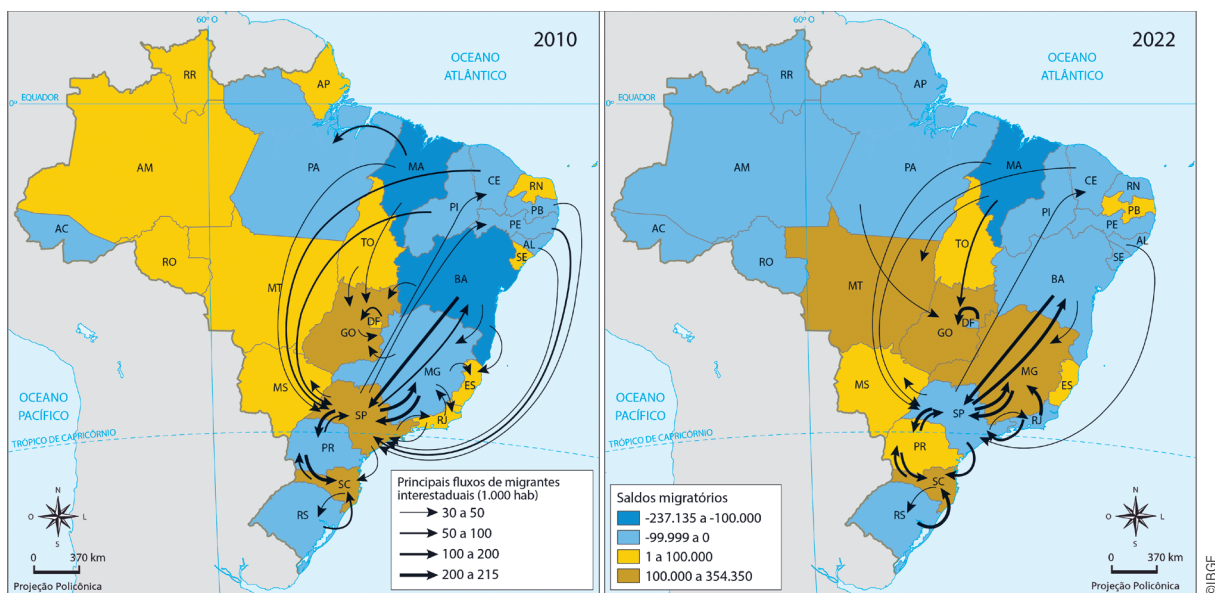 60° O
2010
OCEANO
ATLÂNTICO
RR
AP
EQUADOR
0°
AM
PA
MA
CE
RN
PB
PI
PE
AL
SE
AC
TO
RO
BA
MT
DF
GO
MG
ES
MS
SP
RJ
OCEANO
PACÍFICO
TRÓPICO DE CAPRICÓRNIO
PR
SC
RS
N
O
L
S
0
370 km
Projeção Policônica
Principais fluxos de migrantes
interestaduais (1.000 hab)
30 a 50
50 a 100
100 a 200
200 a 215
60° O
2022
OCEANO
ATLÂNTICO
RR
AP
EQUADOR
0°
AM
PA
MA
CE
RN
PB
PI
PE
AL
SE
AC
TO
RO
BA
MT
DF
GO
MG
ES
MS
SP
RJ
OCEANO
PACÍFICO
TRÓPICO DE CAPRICÓRNIO
PR
SC
RS
Saldos migratórios
-237.135 a -100.000
-99.999 a 0
1 a 100.000
100.000 a 354.350
N
O
L
S
0
370 km
Projeção Policônica
©IBGE